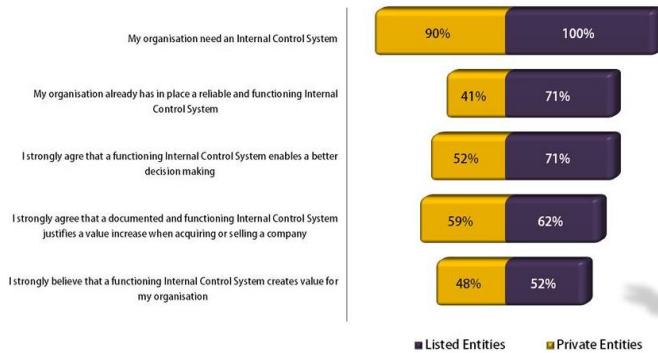 My organisation need an Internal Control System
90% 100%
My organisation already has in place a reliable and functioning Internal
Control System
41% 71%
I strongly agre that a functioning Internal Control System enables a better
decision making
52% 71%
I strongly agree that a documented and functioning Internal Control System
justifies a value increase when acquiring or selling a company
59% 62%
I strongly believe that a functioning Internal Control System creates value for
my organisation
48% 52%
Listed Entities Private Entities